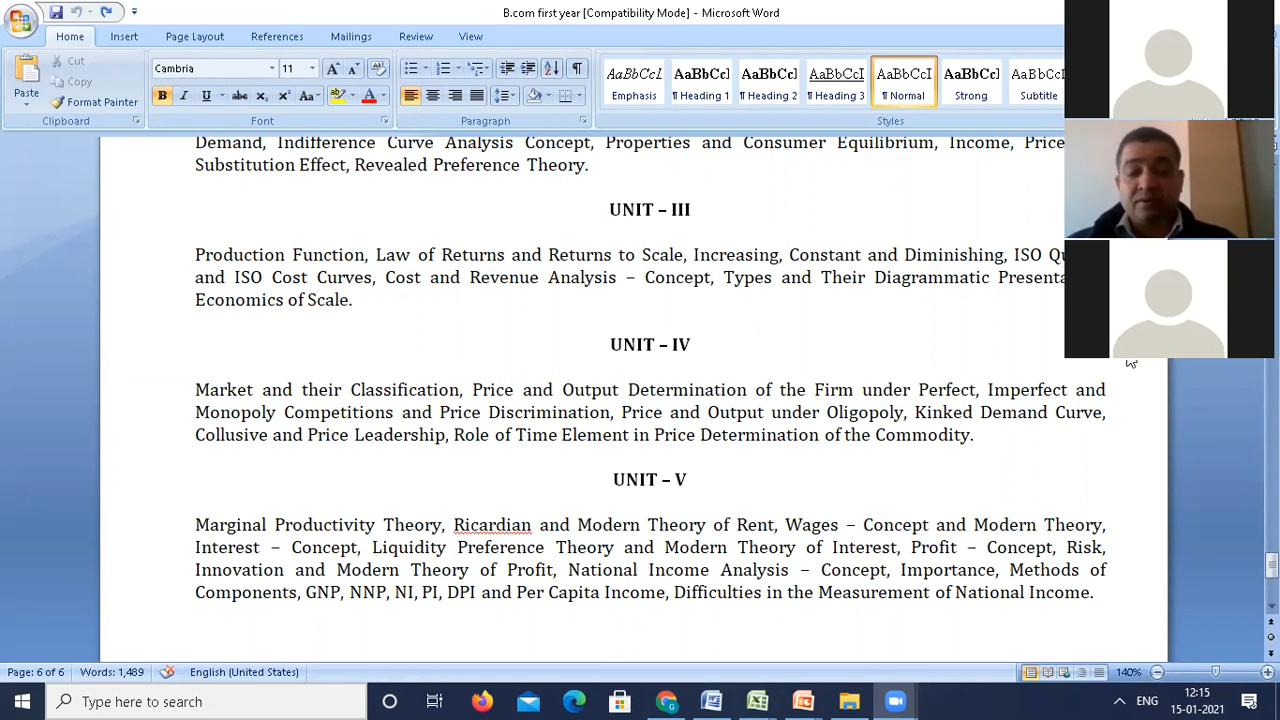 B.com first year [Compatibility Mode] - Microsoft Word
Home Insert Page Layout References Mailings Review View
Paste Cut Copy Format Painter
Cambria 11
AaBbCcI AaBbCc] AaBbCc] AaBbCcI AaBbCcI AaBbCcI AaBbCcI
Emphasis ¶ Heading 1 ¶ Heading 2 ¶ Heading 3 ¶ Normal Strong Subtitle
Clipboard Font Paragraph Styles
Demand, Indifference Curve Analysis Concept, Properties and Consumer Equilibrium, Income, Price
Substitution Effect, Revealed Preference Theory.
UNIT – III
Production Function, Law of Returns and Returns to Scale, Increasing, Constant and Diminishing, ISO
and ISO Cost Curves, Cost and Revenue Analysis – Concept, Types and Their Diagrammatic
Economics of Scale.
UNIT – IV
Market and their Classification, Price and Output Determination of the Firm under Perfect, Imperfect and
Monopoly Competitions and Price Discrimination, Price and Output under Oligopoly, Kinked Demand Curve,
Collusive and Price Leadership, Role of Time Element in Price Determination of the Commodity.
UNIT – V
Marginal Productivity Theory, Ricardian and Modern Theory of Rent, Wages – Concept and Modern Theory,
Interest – Concept, Liquidity Preference Theory and Modern Theory of Interest, Profit – Concept, Risk,
Innovation and Modern Theory of Profit, National Income Analysis – Concept, Importance, Methods of
Components, GNP, NNP, NI, PI, DPI and Per Capita Income, Difficulties in the Measurement of National Income.
Page: 6 of 6 Words: 1,489 English (United States) 140%
Type here to search ENG 12:15
15-01-2021